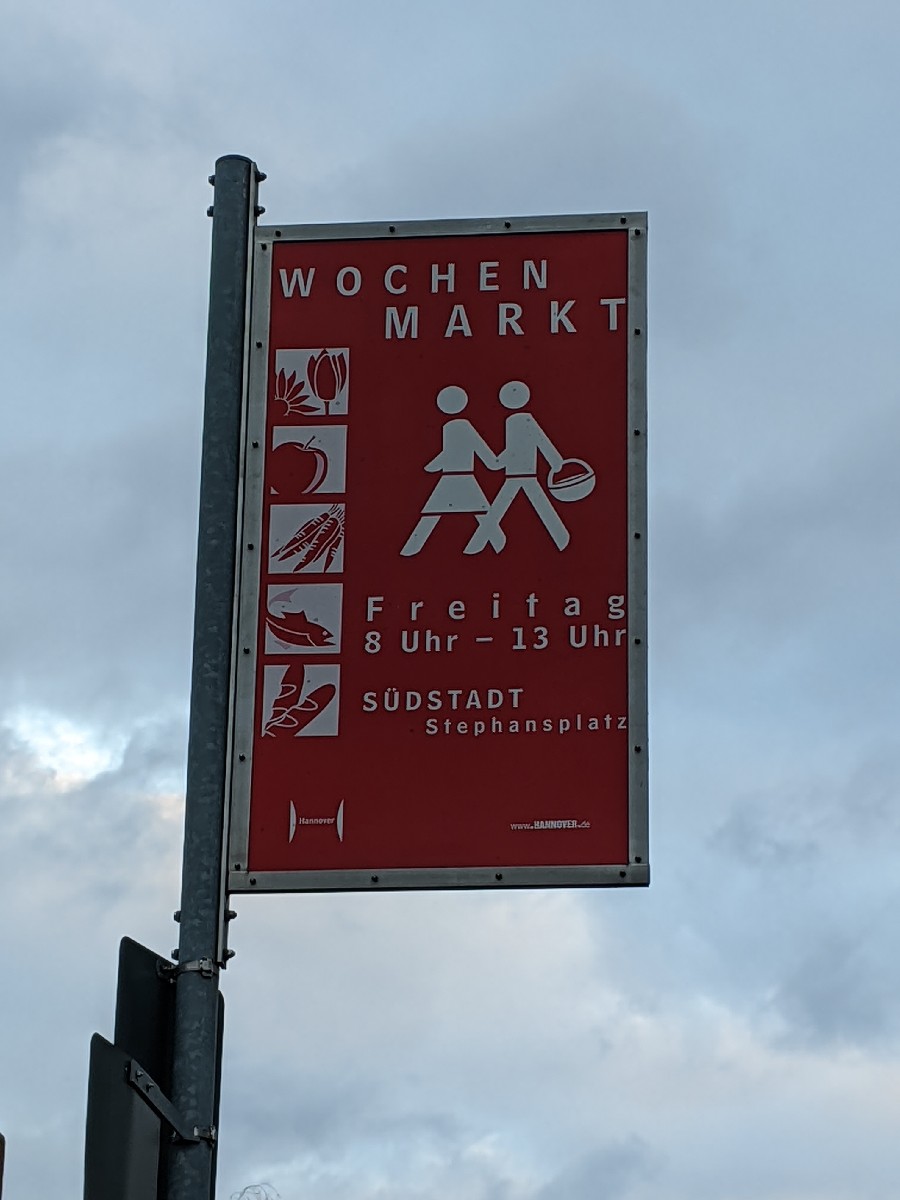 WOCHEN
MARKT
Freitag
8 Uhr – 13 Uhr
SÜDSTADT
Stephansplatz
Hannover
www.HANNOVER.de